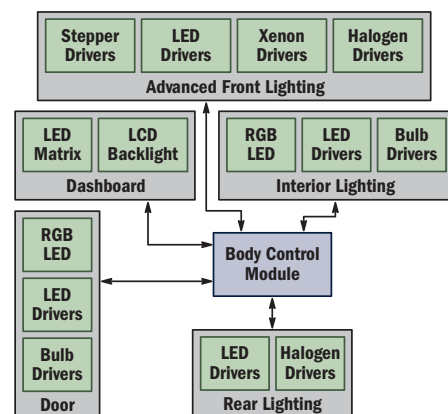 Stepper
Drivers
LED
Drivers
Xenon
Drivers
Halogen
Drivers
Advanced Front Lighting
LED
Matrix
LCD
Backlight
Dashboard
RGB
LED
LED
Drivers
Bulb
Drivers
Interior Lighting
RGB
LED
LED
Drivers
Bulb
Drivers
Door
Body Control
Module
LED
Drivers
Halogen
Drivers
Rear Lighting